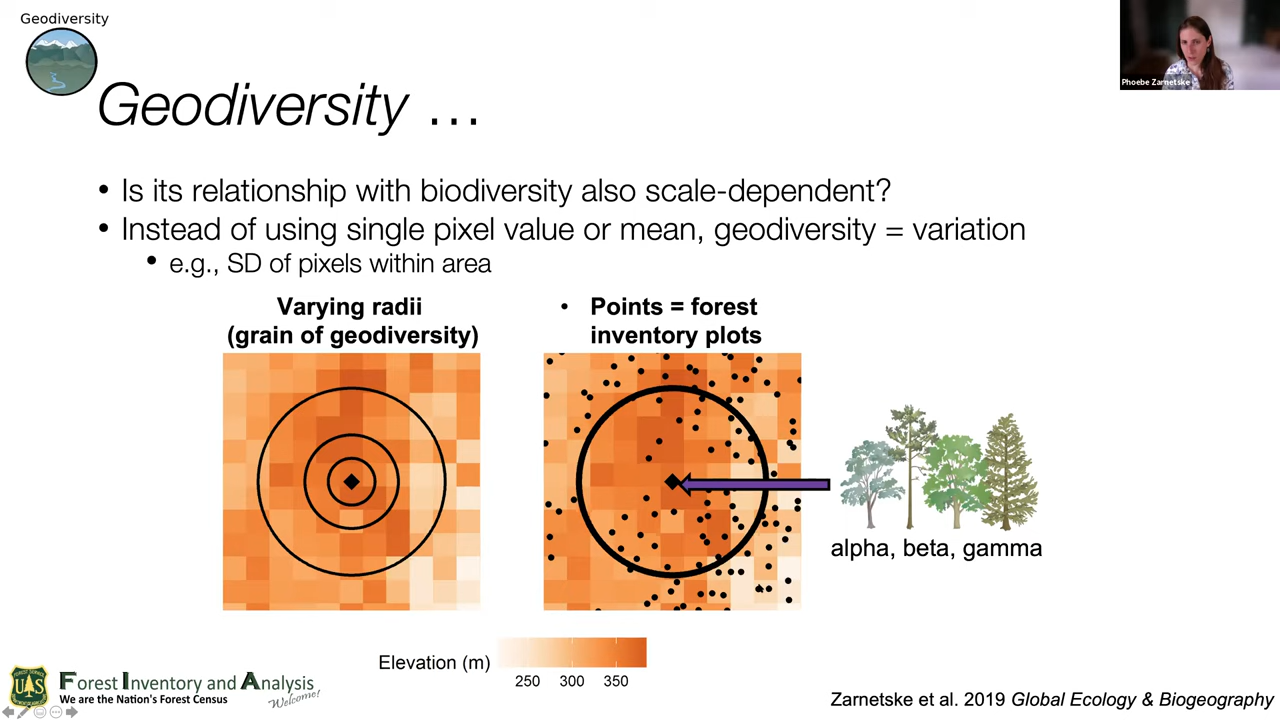 Geodiversity
Phoebe Zarnetske
Geodiversity …
• Is its relationship with biodiversity also scale-dependent?
• Instead of using single pixel value or mean, geodiversity = variation
• e.g., SD of pixels within area
Varying radii
(grain of geodiversity)
• Points = forest
inventory plots
alpha, beta, gamma
Elevation (m)
250 300 350
Forest Inventory and Analysis
We are the Nation's Forest Census
Welcome!
U S
Zarnetske et al. 2019 Global Ecology & Biogeography